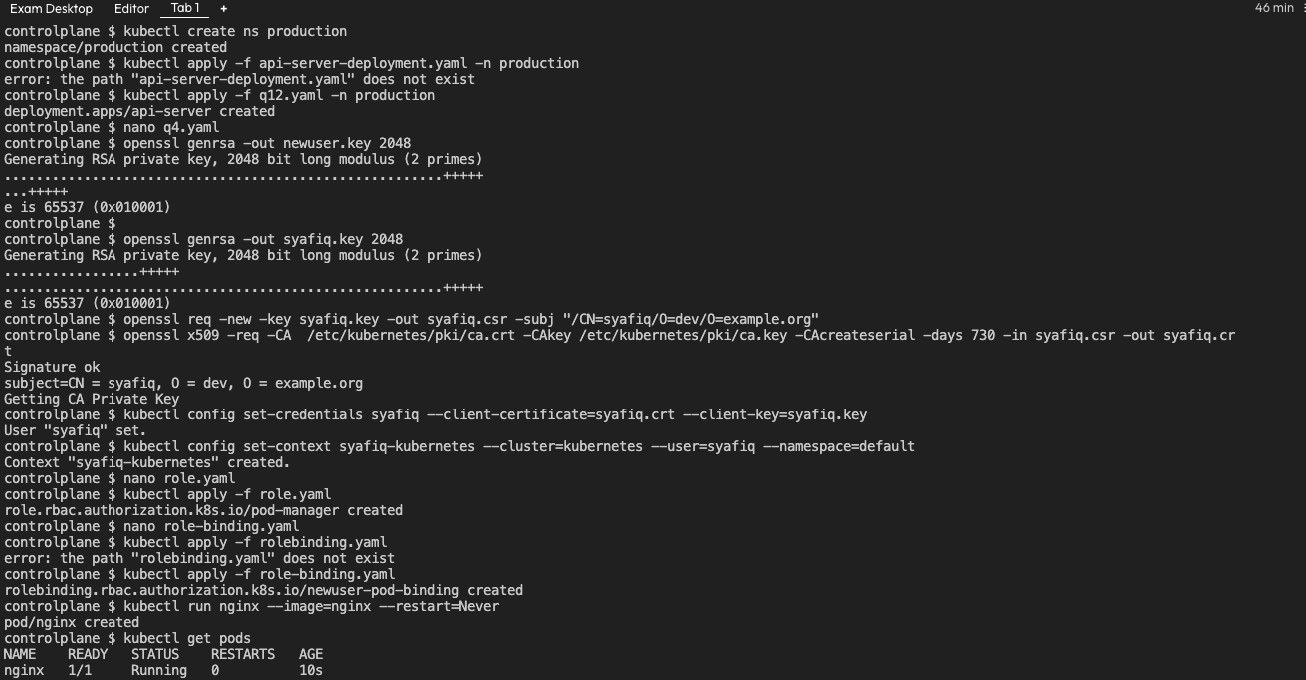 Exam Desktop Editor Tab 1 + 46 min
controlplane $ kubectl create ns production
namespace/production created
controlplane $ kubectl apply -f api-server-deployment.yaml -n production
error: the path "api-server-deployment.yaml" does not exist
controlplane $ kubectl apply -f q12.yaml -n production
deployment.apps/api-server created
controlplane $ nano q4.yaml
controlplane $ openssl genrsa -out newuser.key 2048
Generating RSA private key, 2048 bit long modulus (2 primes)
.......................................................+++++
...+++++
e is 65537 (0x010001)
controlplane $
controlplane $ openssl genrsa -out syafiq.key 2048
Generating RSA private key, 2048 bit long modulus (2 primes)
.................+++++
.......................................................+++++
e is 65537 (0x010001)
controlplane $ openssl req -new -key syafiq.key -out syafiq.csr -subj "/CN=syafiq/O=dev/O=example.org"
controlplane $ openssl x509 -req -CA  /etc/kubernetes/pki/ca.crt -CAkey /etc/kubernetes/pki/ca.key -CAcreateserial -days 730 -in syafiq.csr -out syafiq.cr
t
Signature ok
subject=CN = syafiq, O = dev, O = example.org
Getting CA Private Key
controlplane $ kubectl config set-credentials syafiq --client-certificate=syafiq.crt --client-key=syafiq.key
User "syafiq" set.
controlplane $ kubectl config set-context syafiq-kubernetes --cluster=kubernetes --user=syafiq --namespace=default
Context "syafiq-kubernetes" created.
controlplane $ nano role.yaml
controlplane $ kubectl apply -f role.yaml
role.rbac.authorization.k8s.io/pod-manager created
controlplane $ nano role-binding.yaml
controlplane $ kubectl apply -f rolebinding.yaml
error: the path "rolebinding.yaml" does not exist
controlplane $ kubectl apply -f role-binding.yaml
rolebinding.rbac.authorization.k8s.io/newuser-pod-binding created
controlplane $ kubectl run nginx --image=nginx --restart=Never
pod/nginx created
controlplane $ kubectl get pods
NAME    READY   STATUS    RESTARTS   AGE
nginx   1/1     Running   0          10s